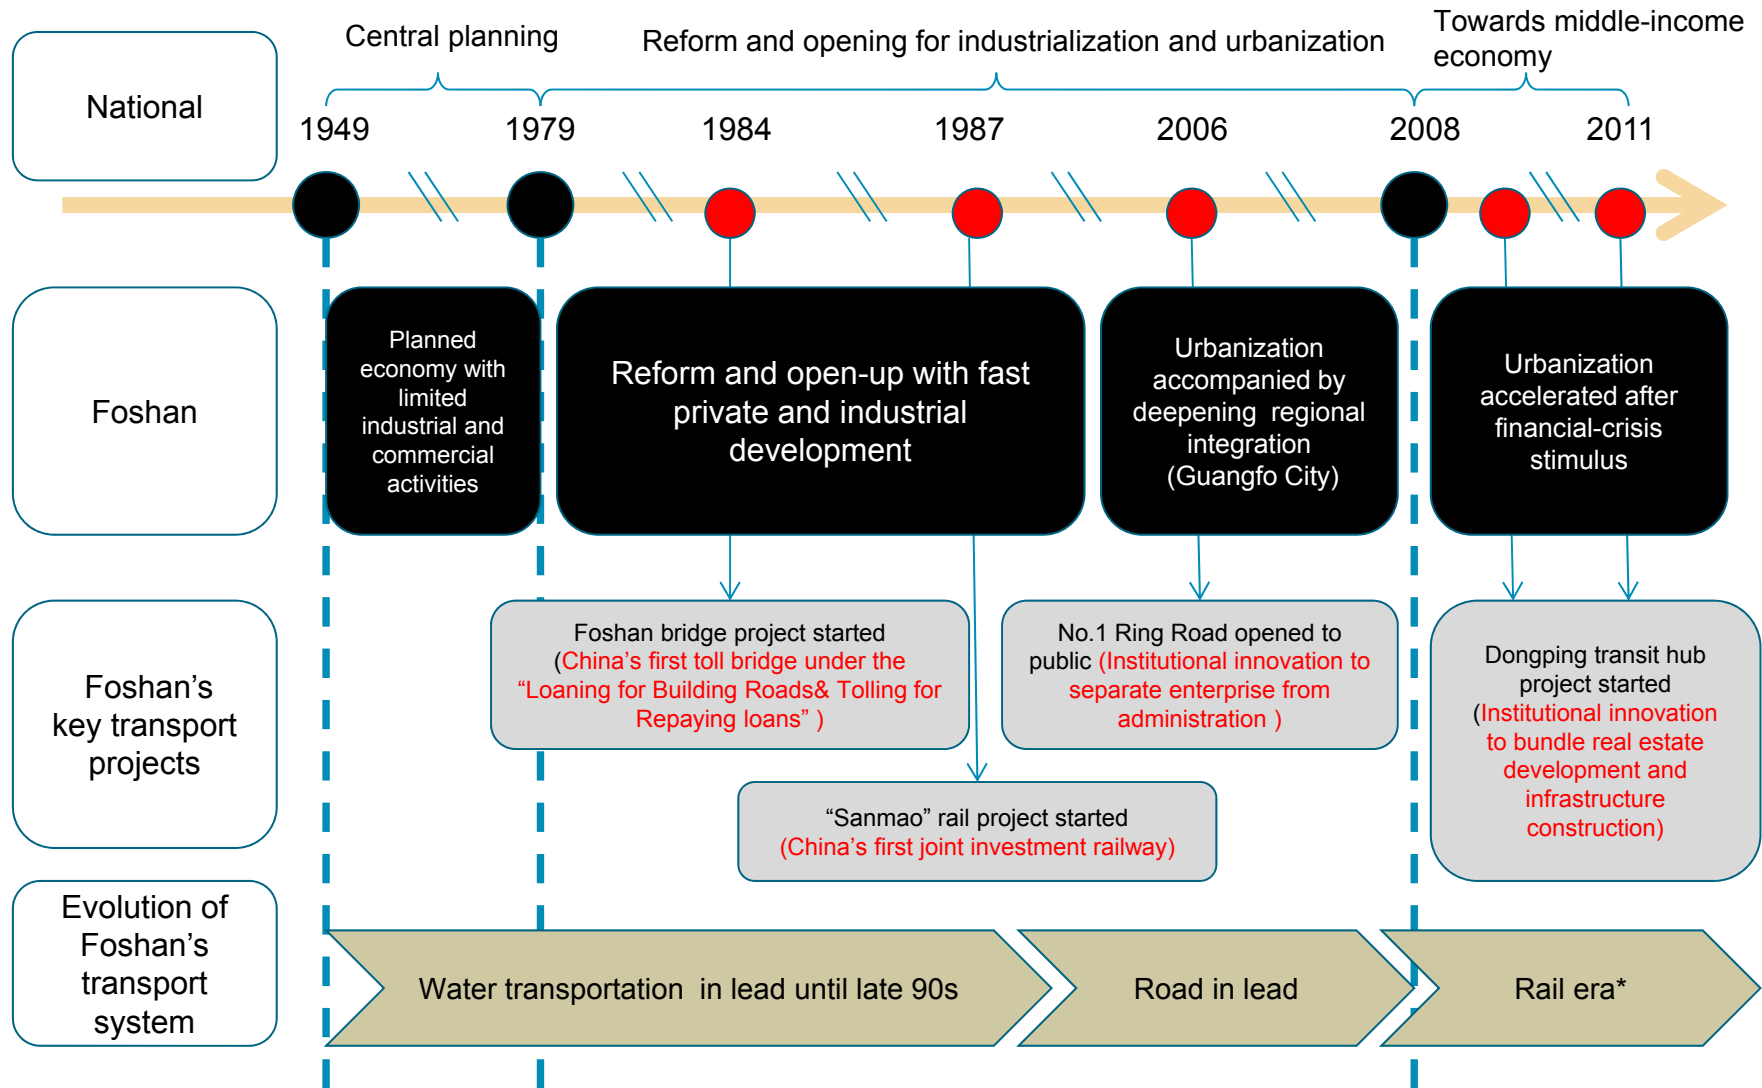 Central planning
Reform and opening for industrialization and urbanization
Towards middle-income
economy
National
1949
1979
1984
1987
2006
2008
2011
Foshan
Planned
economy with
limited
industrial and
commercial
activities
Reform and open-up with fast
private and industrial
development
Urbanization
accompanied by
deepening  regional
integration
(Guangfo City)
Urbanization
accelerated after
financial-crisis
stimulus
Foshan’s
key transport
projects
Foshan bridge project started
(China’s first toll bridge under the
“Loaning for Building Roads& Tolling for
Repaying loans” )
No.1 Ring Road opened to
public (Institutional innovation to
separate enterprise from
administration )
Dongping transit hub
project started
(Institutional innovation
to bundle real estate
development and
infrastructure
construction)
“Sanmao” rail project started
(China’s first joint investment railway)
Evolution of
Foshan’s
transport
system
Water transportation  in lead until late 90s
Road in lead
Rail era*